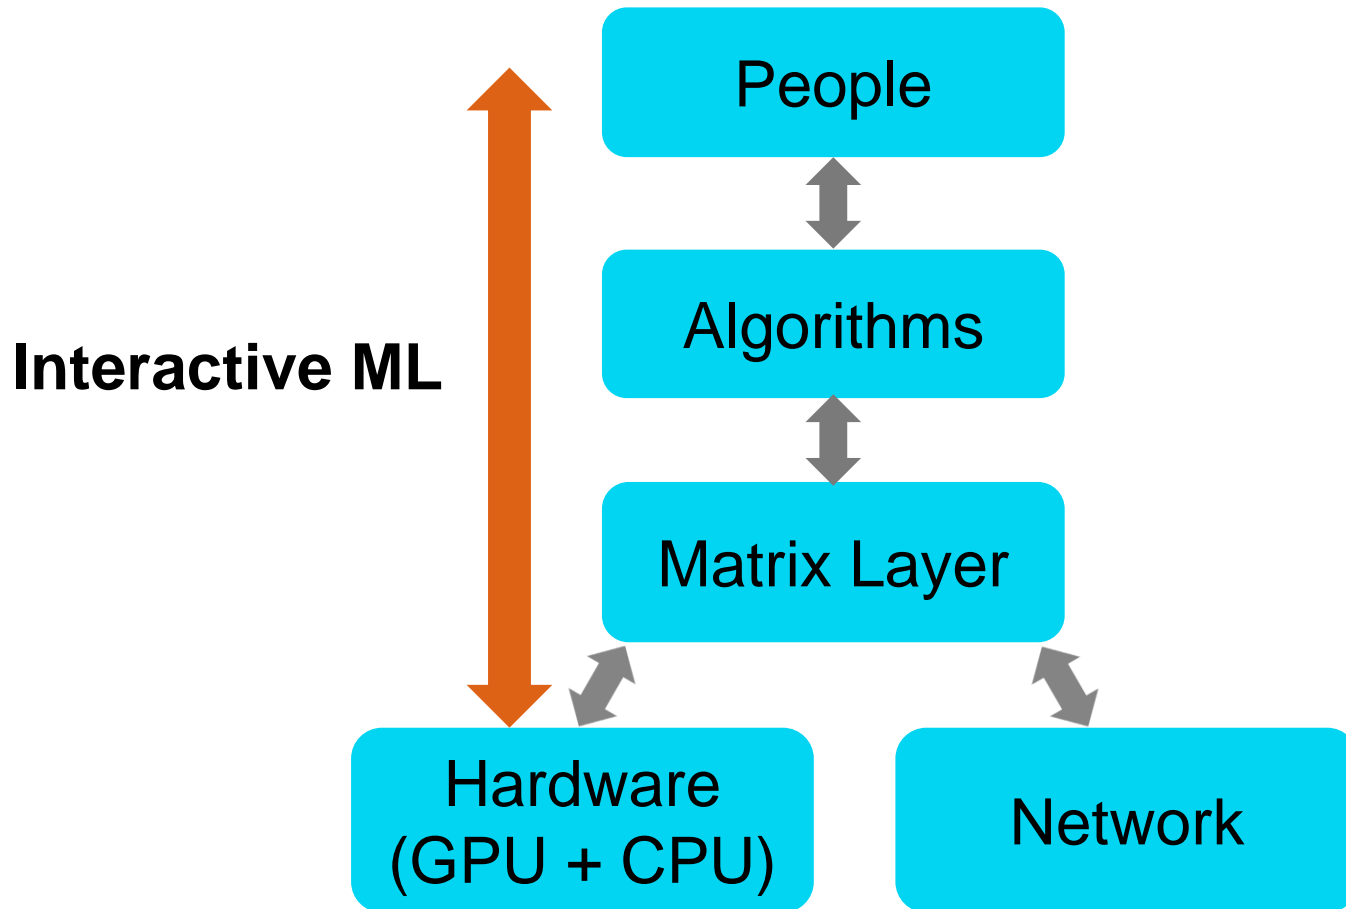 People
Algorithms
Interactive ML
Matrix Layer
Hardware
(GPU + CPU)
Network